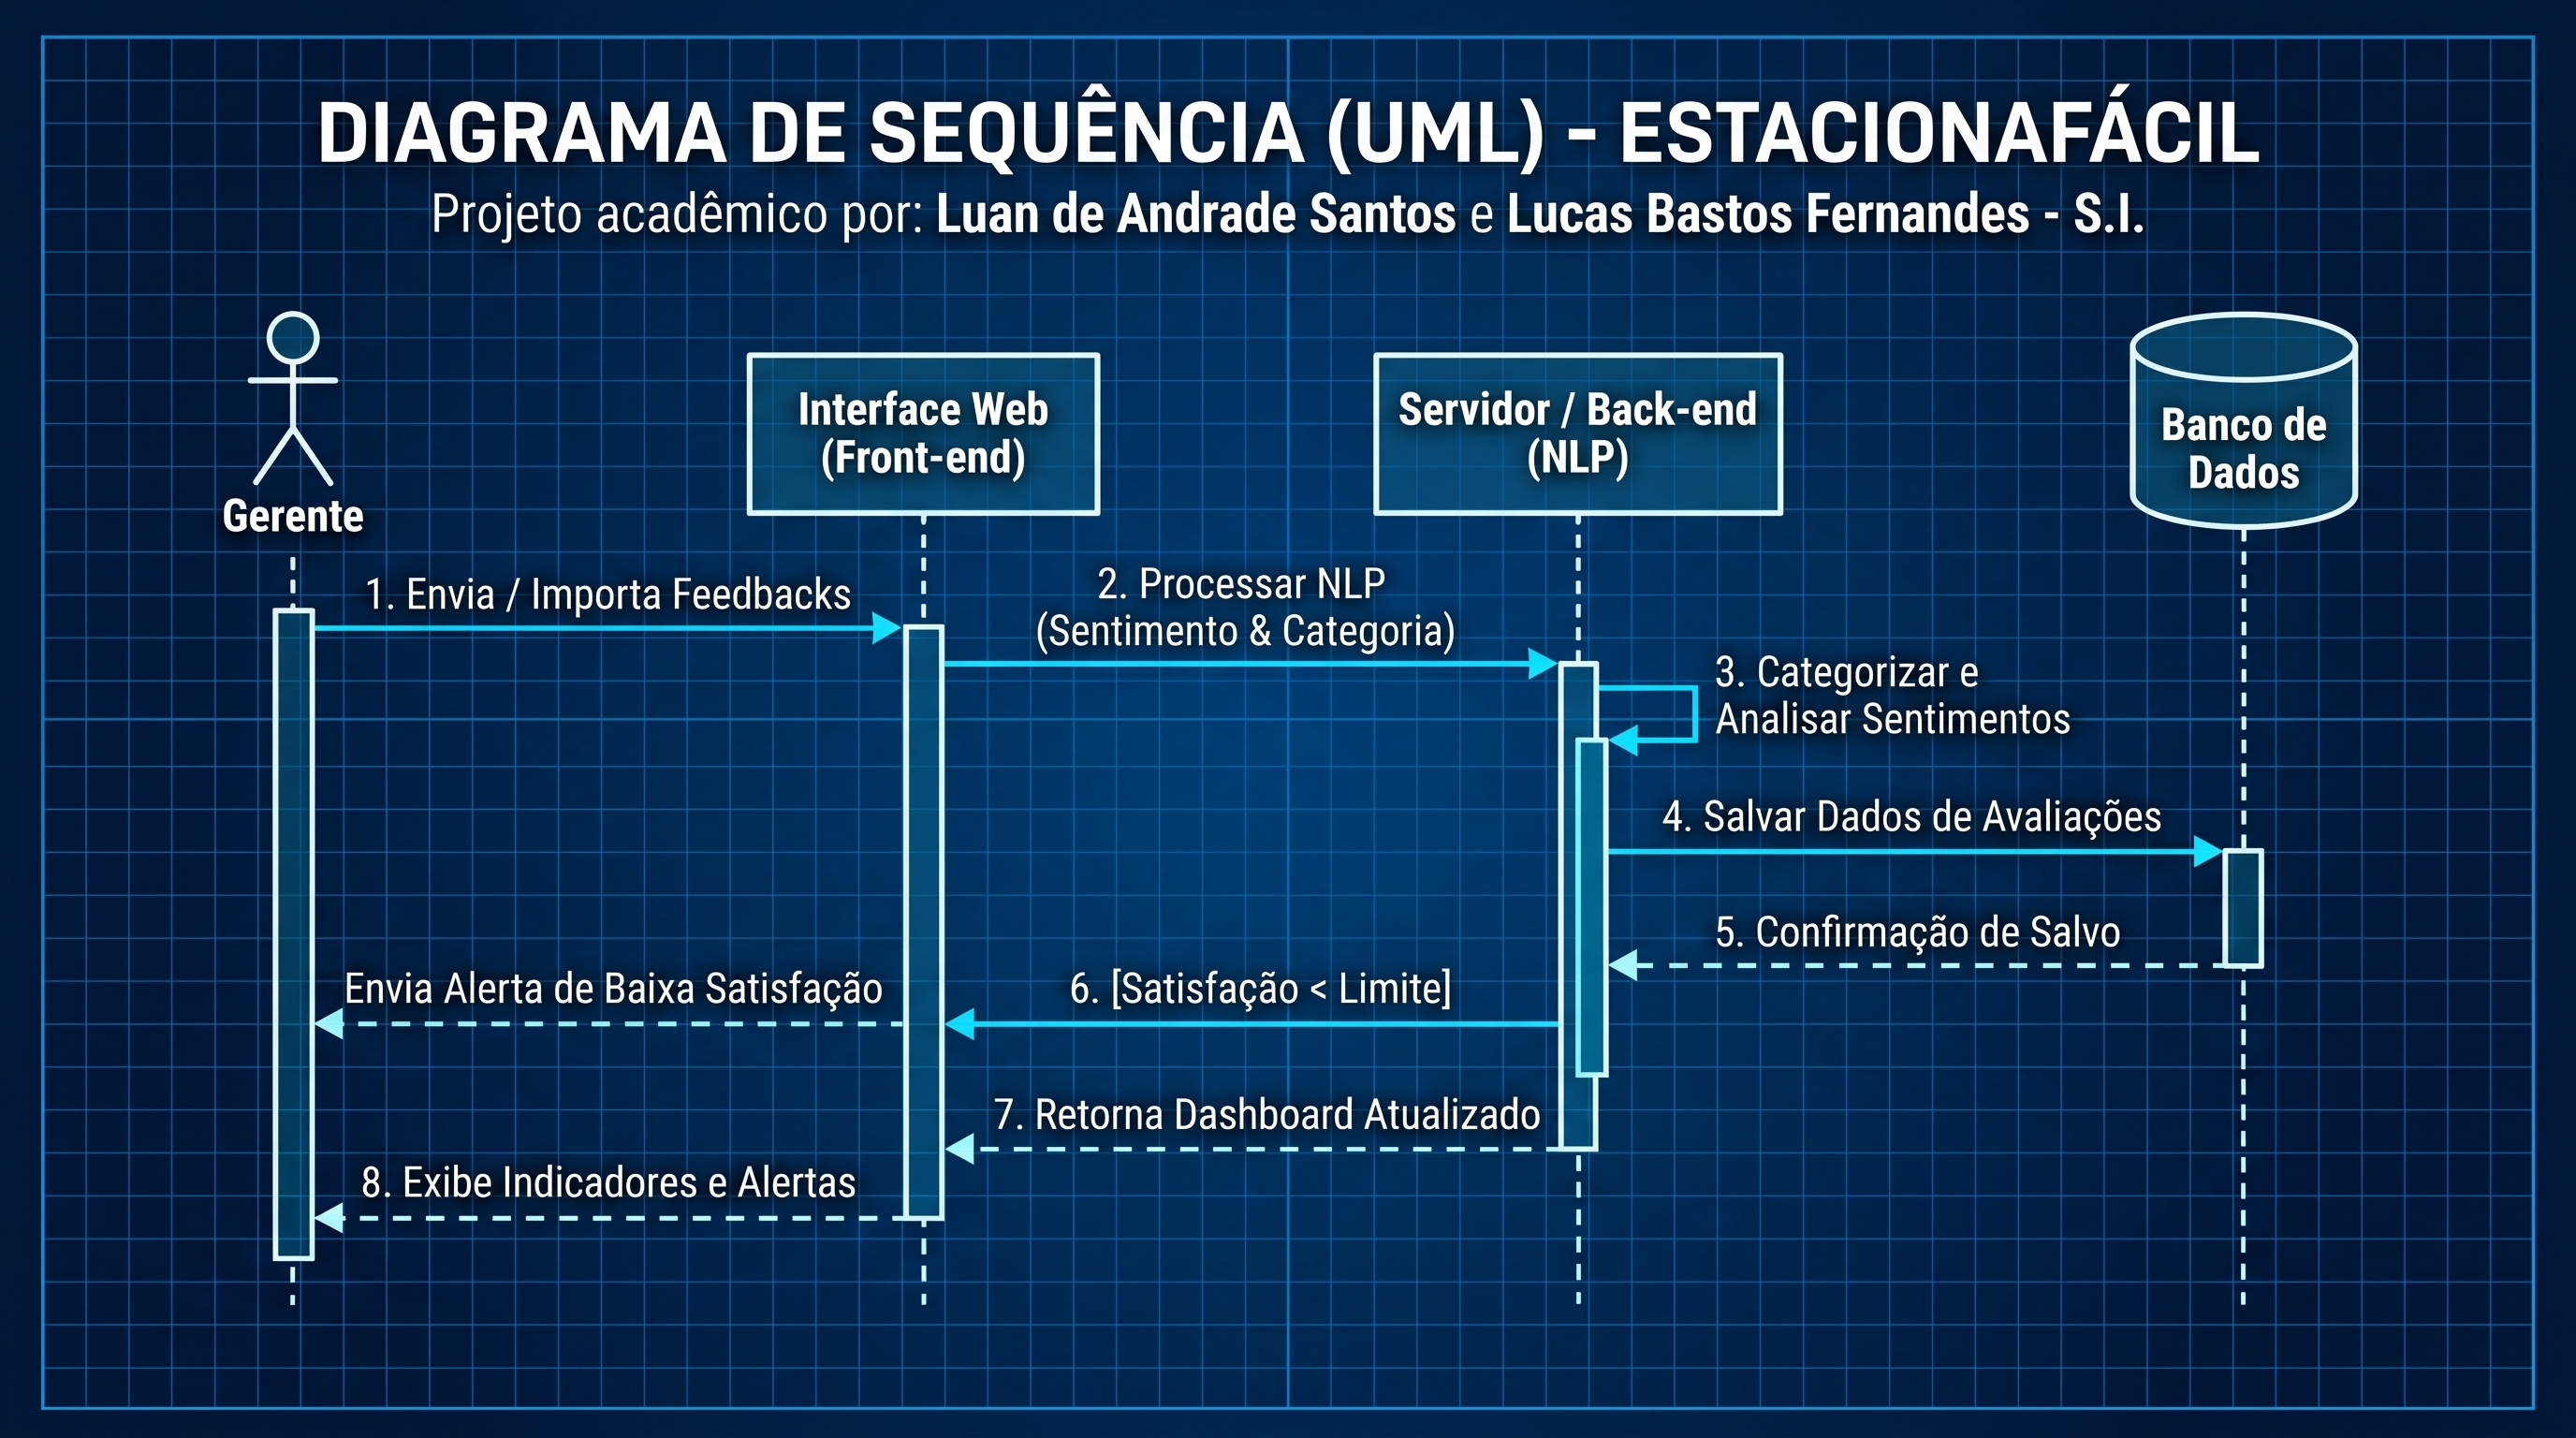 DIAGRAMA DE SEQUÊNCIA (UML) - ESTACIONAFÁCIL
Projeto acadêmico por: Luan de Andrade Santos e Lucas Bastos Fernandes - S.I.
Gerente
Interface Web
(Front-end)
Servidor / Back-end
(NLP)
Banco de
Dados
1. Envia / Importa Feedbacks
2. Processar NLP
(Sentimento & Categoria)
3. Categorizar e
Analisar Sentimentos
4. Salvar Dados de Avaliações
5. Confirmação de Salvo
6. [Satisfação < Limite]
Envia Alerta de Baixa Satisfação
7. Retorna Dashboard Atualizado
8. Exibe Indicadores e Alertas